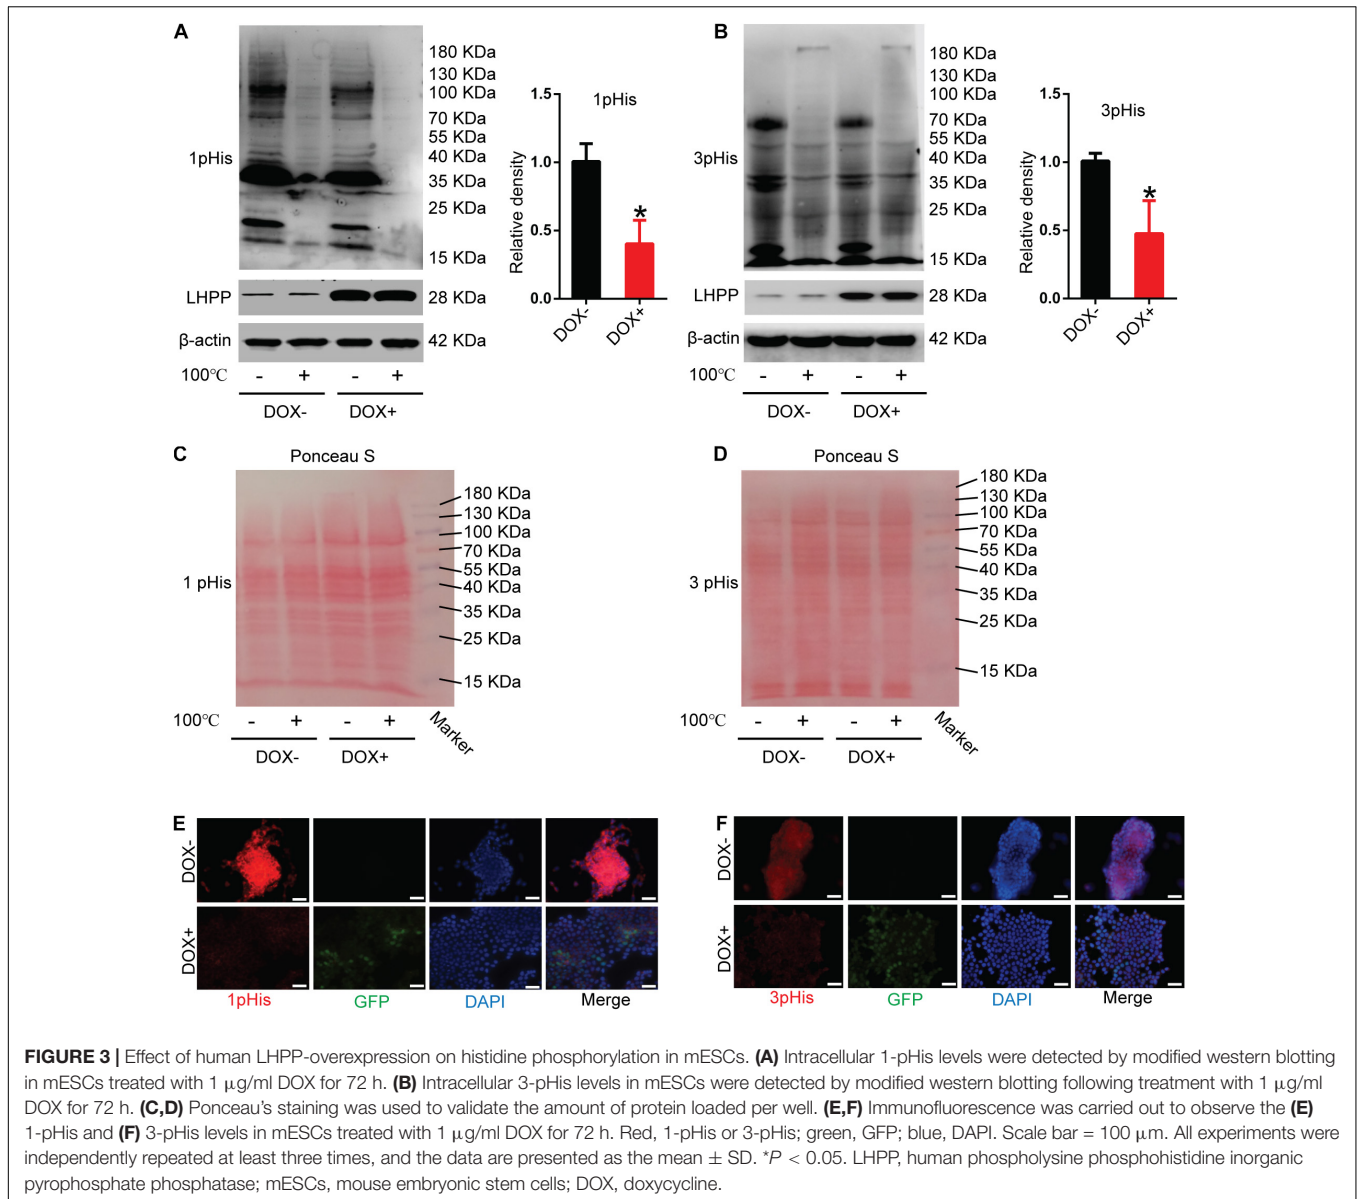 A
180 KDa
130 KDa
100 KDa
70 KDa
55 KDa
40 KDa
35 KDa
25 KDa
15 KDa
1pHis
LHPP
28 KDa
β-actin
42 KDa
100℃
- + - +
DOX- DOX+
1pHis
Relative density
1.5
1.0
0.5
0.0
*
DOX-
DOX+
B
180 KDa
130 KDa
100 KDa
70 KDa
55 KDa
40 KDa
35 KDa
25 KDa
15 KDa
3pHis
LHPP
28 KDa
β-actin
42 KDa
100℃
- + - +
DOX- DOX+
3pHis
Relative density
1.5
1.0
0.5
0.0
*
DOX-
DOX+
C
Ponceau S
180 KDa
130 KDa
100 KDa
70 KDa
55 KDa
40 KDa
35 KDa
25 KDa
15 KDa
1 pHis
100℃
- + - + Marker
DOX- DOX+
D
Ponceau S
180 KDa
130 KDa
100 KDa
70 KDa
55 KDa
40 KDa
35 KDa
25 KDa
15 KDa
3 pHis
100℃
- + - + Marker
DOX- DOX+
E
DOX-
DOX+
1pHis GFP DAPI Merge
F
DOX-
DOX+
3pHis GFP DAPI Merge
FIGURE 3 | Effect of human LHPP-overexpression on histidine phosphorylation in mESCs. (A) Intracellular 1-pHis levels were detected by modified western blotting
in mESCs treated with 1 μg/ml DOX for 72 h. (B) Intracellular 3-pHis levels in mESCs were detected by modified western blotting following treatment with 1 μg/ml
DOX for 72 h. (C,D) Ponceau's staining was used to validate the amount of protein loaded per well. (E,F) Immunofluorescence was carried out to observe the (E)
1-pHis and (F) 3-pHis levels in mESCs treated with 1 μg/ml DOX for 72 h. Red, 1-pHis or 3-pHis; green, GFP; blue, DAPI. Scale bar = 100 μm. All experiments were
independently repeated at least three times, and the data are presented as the mean ± SD. *P < 0.05. LHPP, human phospholysine phosphohistidine inorganic
pyrophosphate phosphatase; mESCs, mouse embryonic stem cells; DOX, doxycycline.